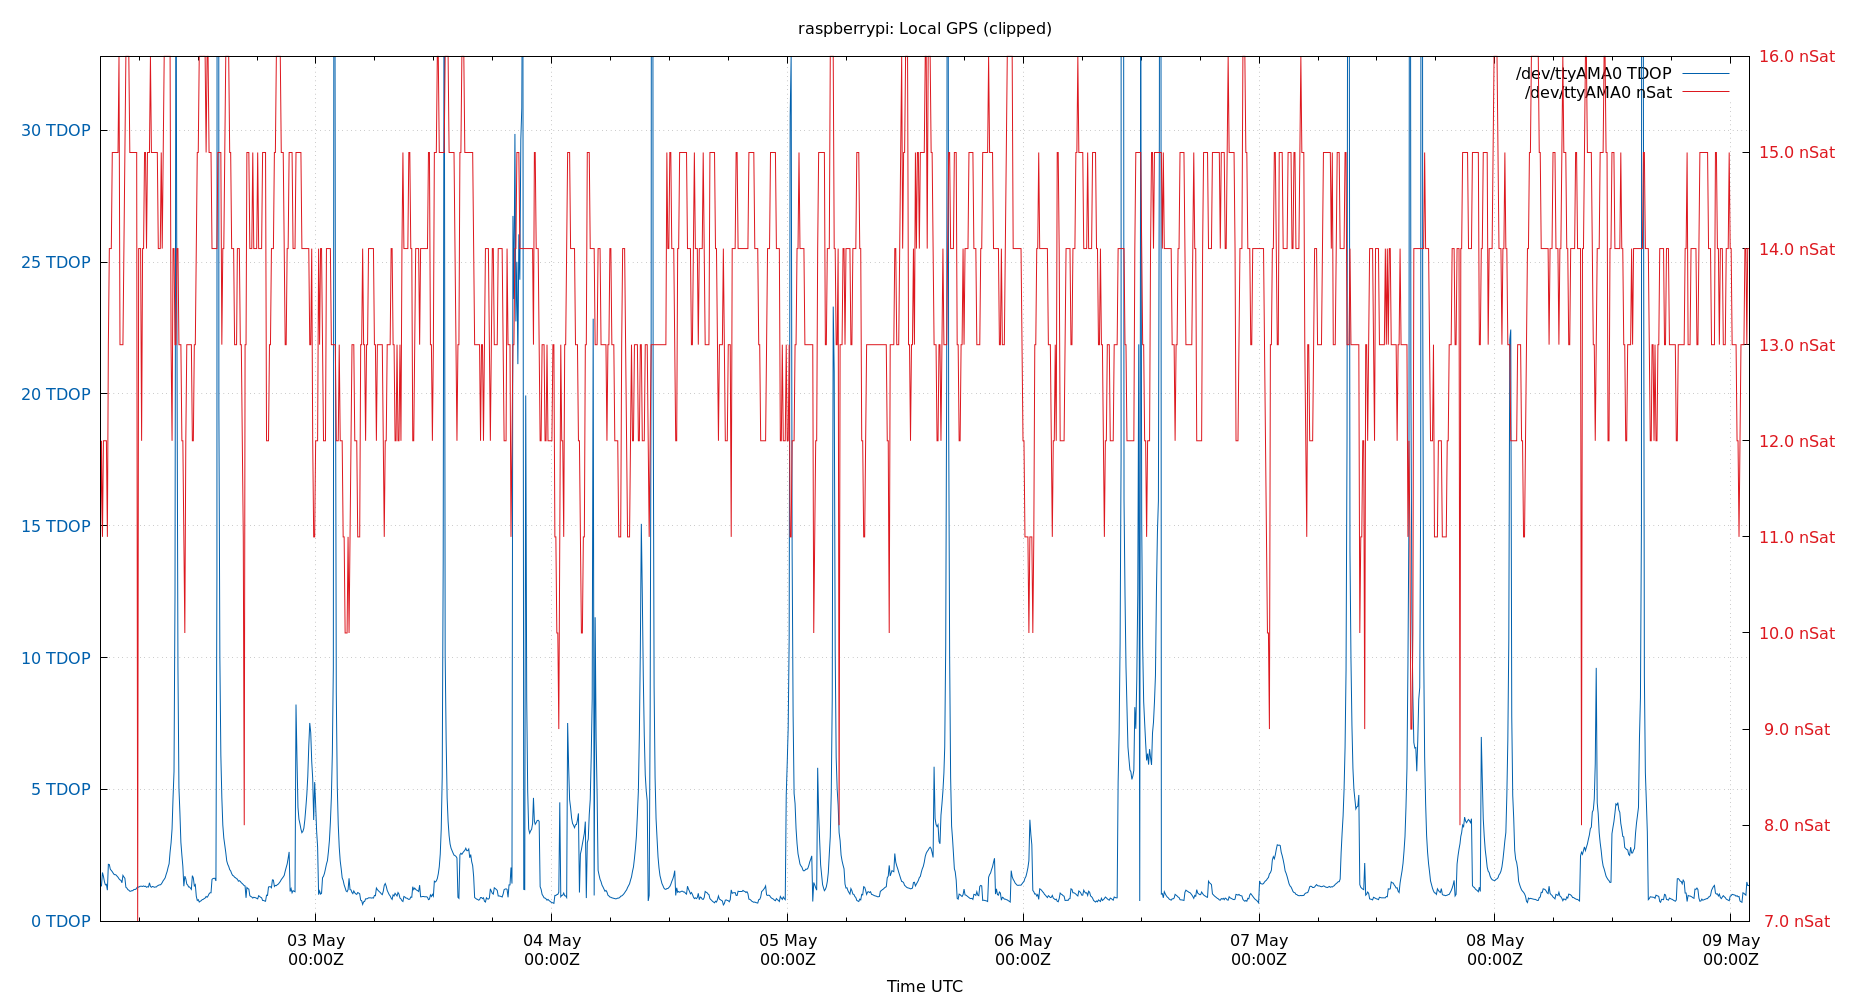 raspberrypi: Local GPS (clipped)
/dev/ttyAMA0 TDOP
/dev/ttyAMA0 nSat
30 TDOP
25 TDOP
20 TDOP
15 TDOP
10 TDOP
5 TDOP
0 TDOP
16.0 nSat
15.0 nSat
14.0 nSat
13.0 nSat
12.0 nSat
11.0 nSat
10.0 nSat
9.0 nSat
8.0 nSat
7.0 nSat
03 May
00:00Z
04 May
00:00Z
05 May
00:00Z
06 May
00:00Z
07 May
00:00Z
08 May
00:00Z
09 May
00:00Z
Time UTC